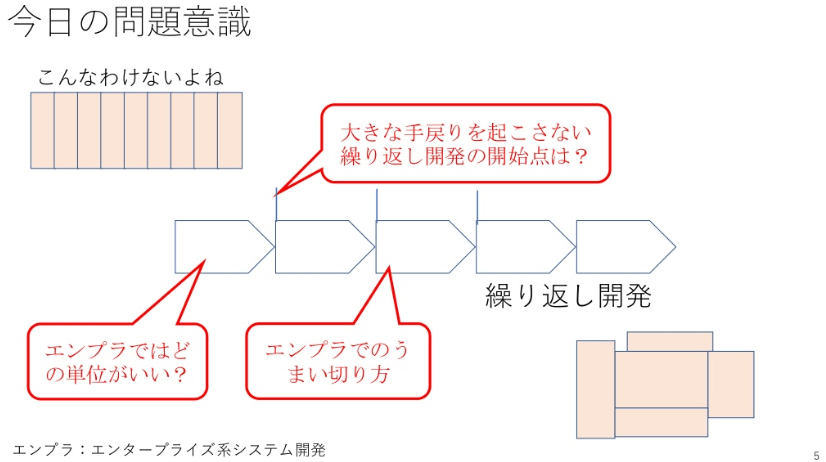 今日の問題意識
こんなわけないよね
大きな手戻りを起こさない
繰り返し開発の開始点は？
繰り返し開発
エンプラではど
の単位がいい？
エンプラでのう
まい切り方
エンプラ：エンタープライズ系システム開発
5